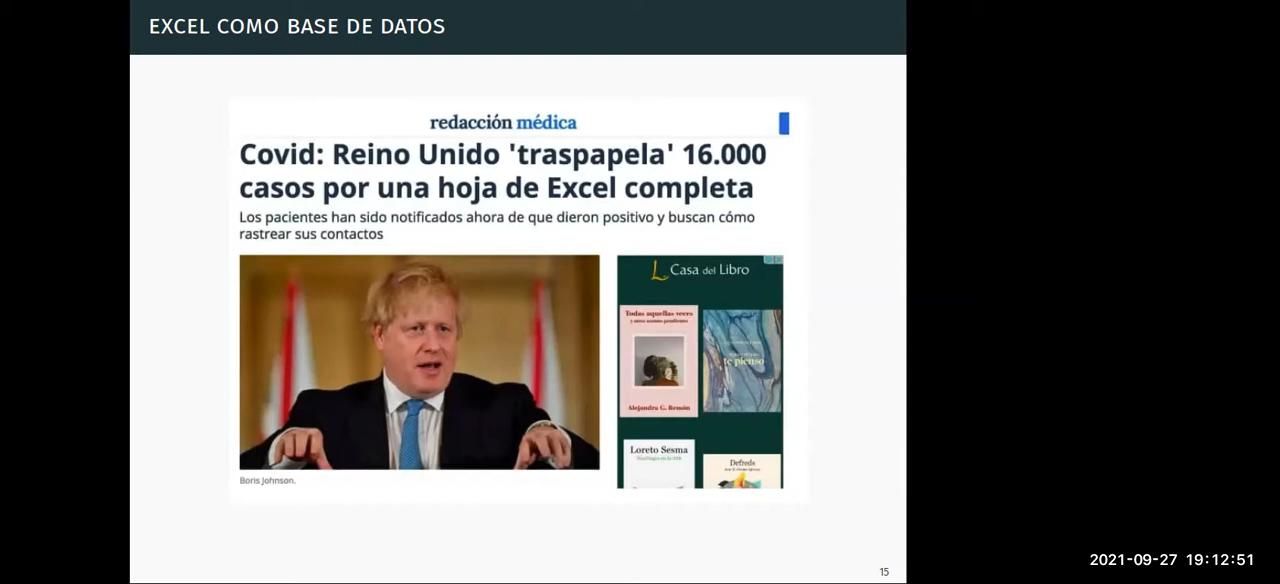 EXCEL COMO BASE DE DATOS
redacción médica
Covid: Reino Unido 'traspapela' 16.000
casos por una hoja de Excel completa
Los pacientes han sido notificados ahora de que dieron positivo y buscan cómo
rastrear sus contactos
Casa del Libro
Todas aquellas veces
te pienso
Alejandra G. Remón
Loreto Sesma
Defreds
Boris Johnson.
15
2021-09-27 19:12:51